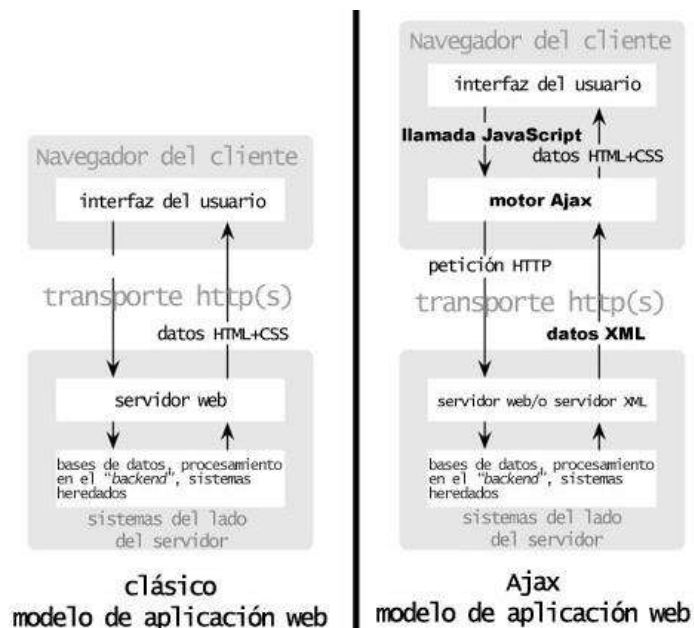 Navegador del cliente
interfaz del usuario
transporte http(s)
datos HTML+CSS
servidor web
bases de datos, procesamiento
en el "backend", sistemas
heredados
sistemas del lado
del servidor
clásico
modelo de aplicación web
Navegador del cliente
interfaz del usuario
llamada JavaScript
datos HTML+CSS
motor Ajax
petición HTTP
transporte http(s)
datos XML
servidor web/o servidor XML
bases de datos, procesamiento
en el "backend", sistemas
heredados
sistemas del lado
del servidor
Ajax
modelo de aplicación web